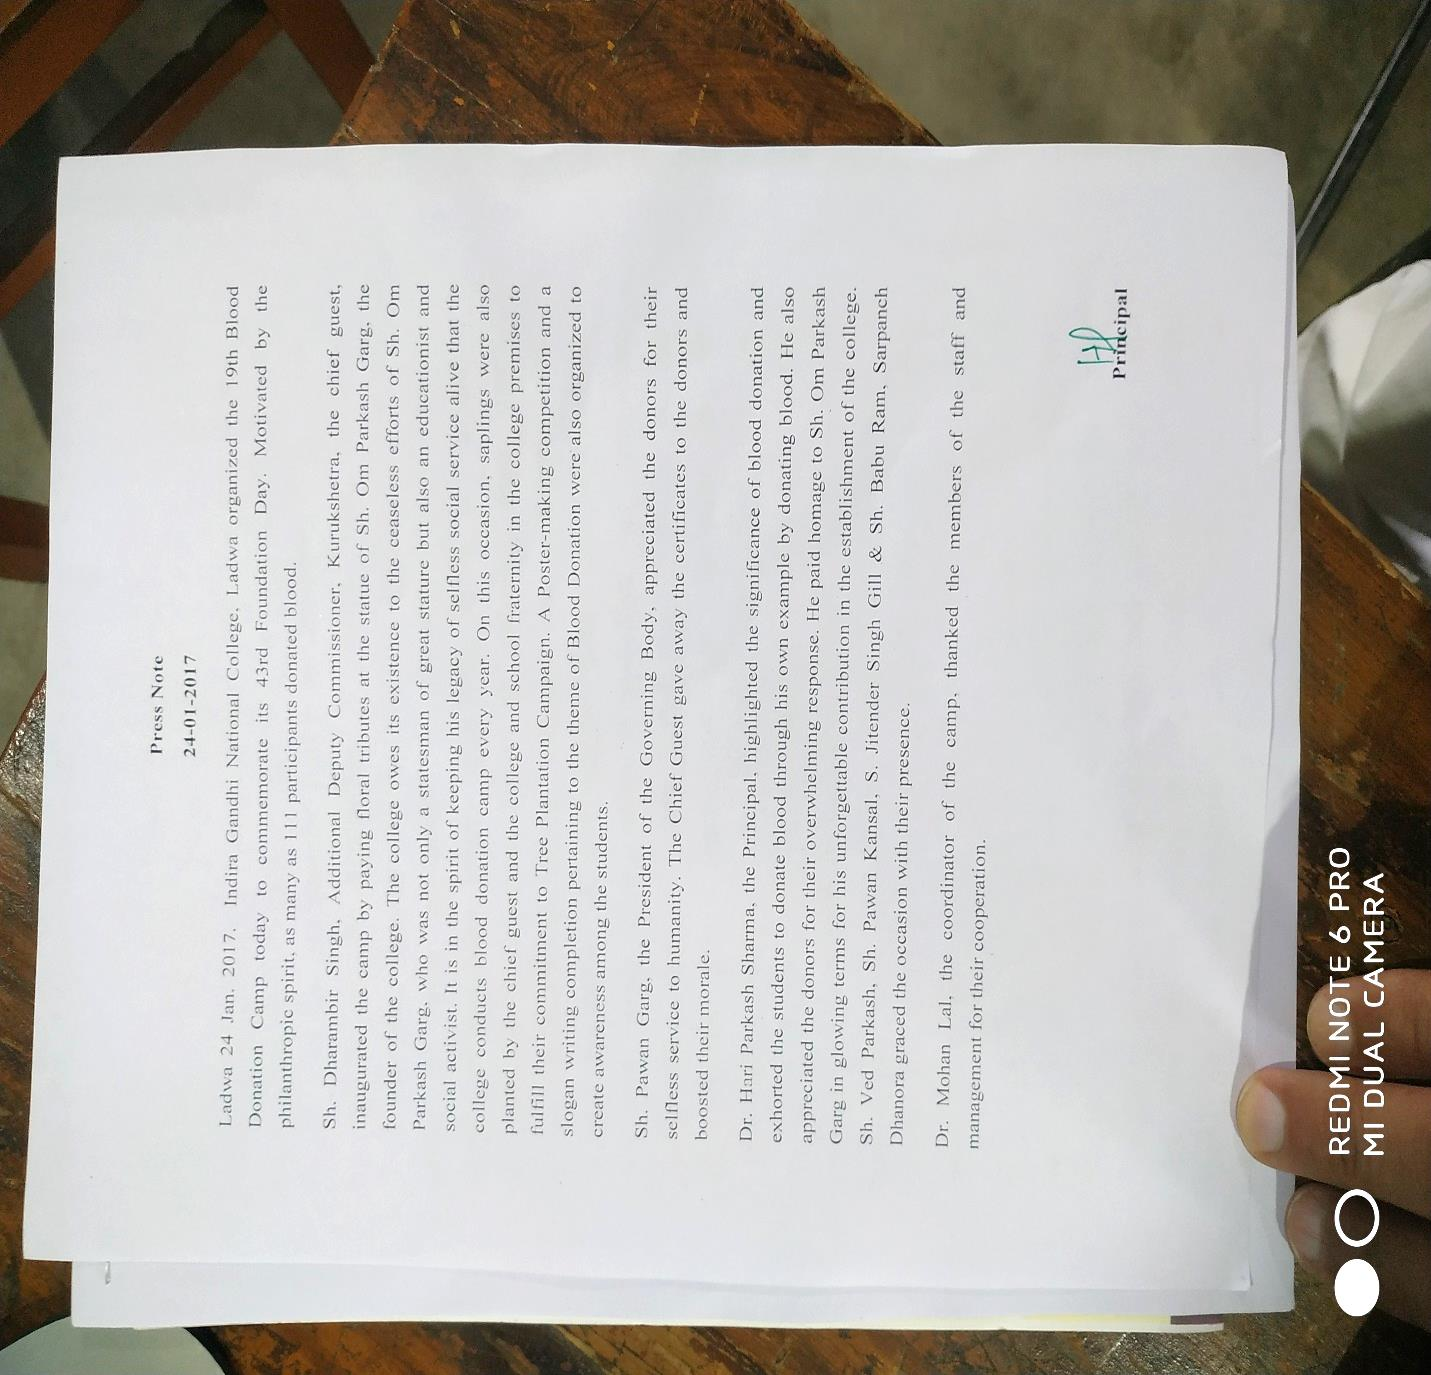 Press Note
24-01-2017
Ladwa 24 Jan. 2017. Indira Gandhi National College, Ladwa organized the 19th Blood
Donation Camp today to commemorate its 43rd Foundation Day. Motivated by the
philanthropic spirit, as many as 111 participants donated blood.
Sh. Dharambir Singh, Additional Deputy Commissioner, Kurukshetra, the chief guest,
inaugurated the camp by paying floral tributes at the statue of Sh. Om Parkash Garg, the
founder of the college. The college owes its existence to the ceaseless efforts of Sh. Om
Parkash Garg, who was not only a statesman of great stature but also an educationist and
social activist. It is in the spirit of keeping his legacy of selfless social service alive that the
college conducts blood donation camp every year. On this occasion, saplings were also
planted by the chief guest and the college and school fraternity in the college premises to
fulfill their commitment to Tree Plantation Campaign. A Poster-making competition and a
slogan writing completion pertaining to the theme of Blood Donation were also organized to
create awareness among the students.
Sh. Pawan Garg, the President of the Governing Body, appreciated the donors for their
selfless service to humanity. The Chief Guest gave away the certificates to the donors and
boosted their morale.
Dr. Hari Parkash Sharma, the Principal, highlighted the significance of blood donation and
exhorted the students to donate blood through his own example by donating blood. He also
appreciated the donors for their overwhelming response. He paid homage to Sh. Om Parkash
Garg in glowing terms for his unforgettable contribution in the establishment of the college.
Sh. Ved Parkash, Sh. Pawan Kansal, S. Jitender Singh Gill & Sh. Babu Ram, Sarpanch
Dhanora graced the occasion with their presence.
Dr. Mohan Lal, the coordinator of the camp, thanked the members of the staff and
management for their cooperation.
Principal
REDMI NOTE 6 PRO
MI DUAL CAMERA